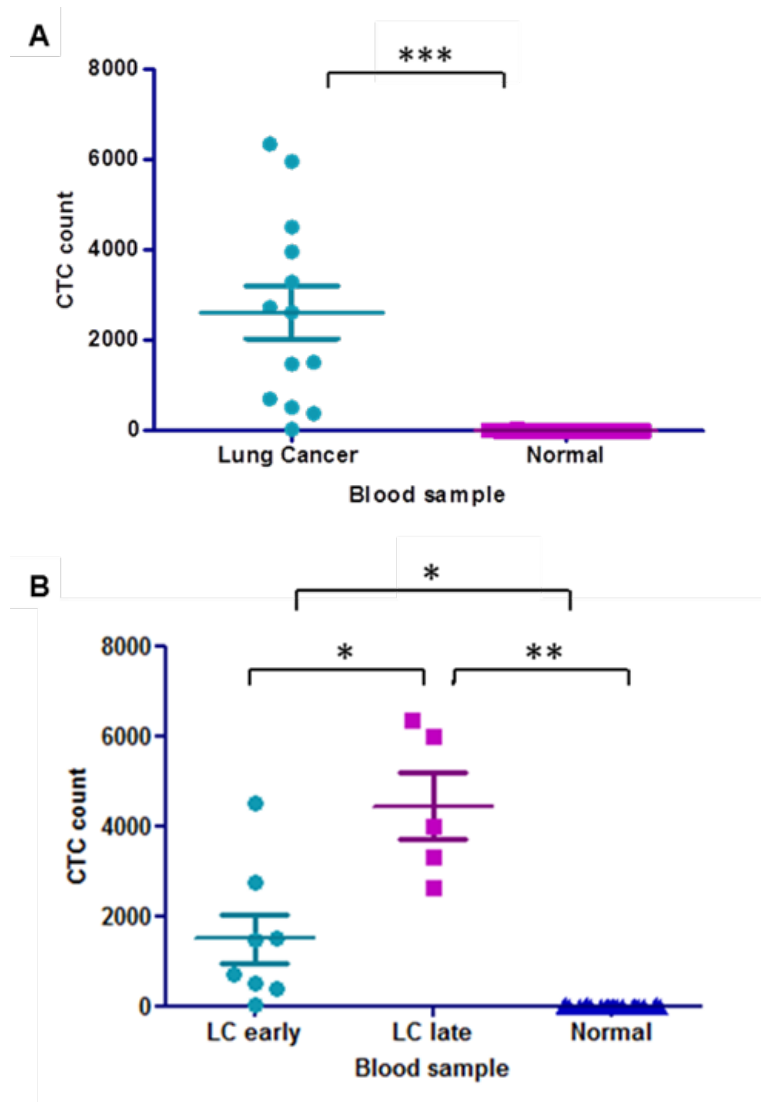 A
***
8000
6000
4000
2000
0
CTC count
Lung Cancer Normal
Blood sample
B
*
* **
8000
6000
4000
2000
0
CTC count
LC early LC late Normal
Blood sample